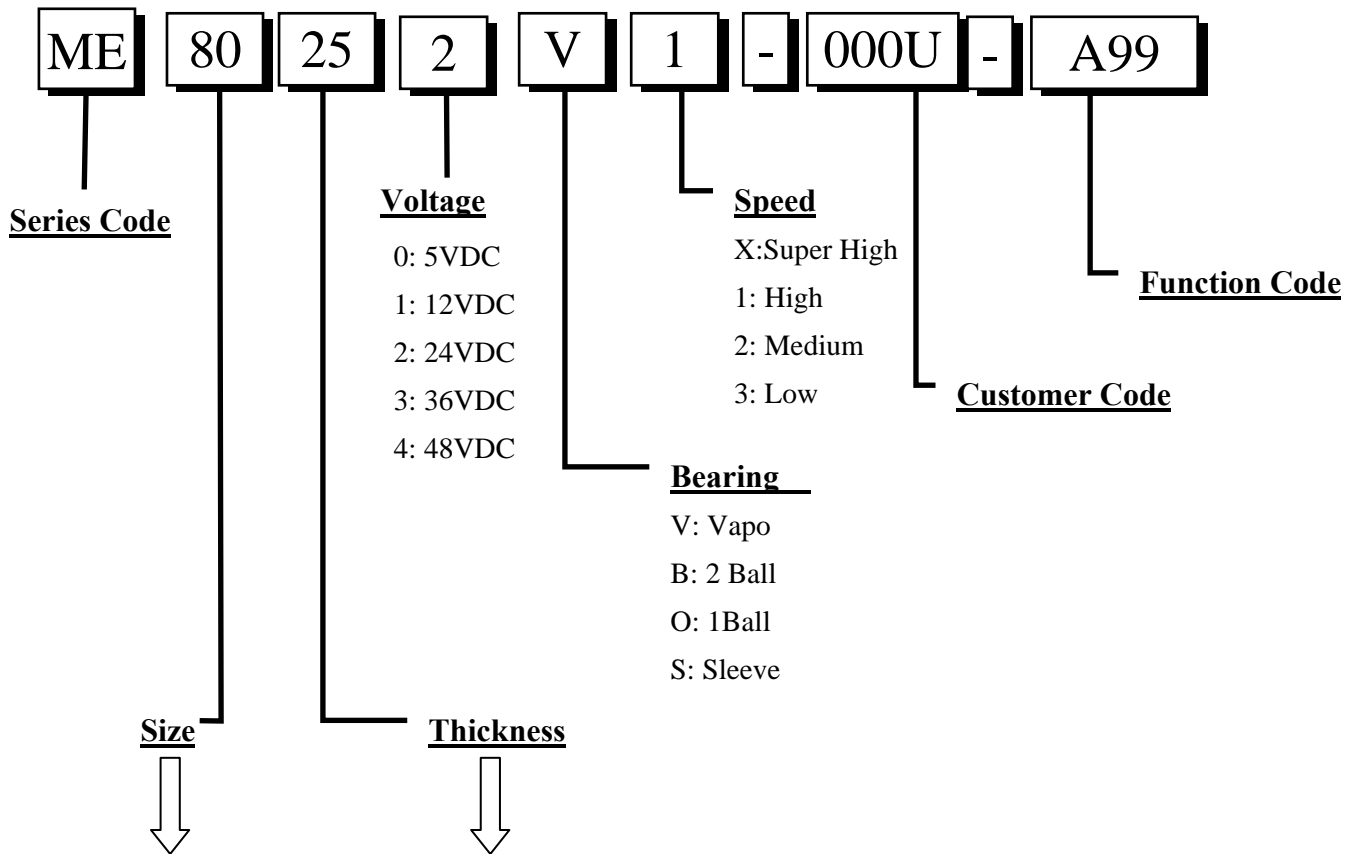 ME 80 25 2 V 1 - 000U - A99
Series Code
Voltage
0: 5VDC
1: 12VDC
2: 24VDC
3: 36VDC
4: 48VDC
Speed
X:Super High
1: High
2: Medium
3: Low
Function Code
Customer Code
Bearing
V: Vapo
B: 2 Ball
O: 1Ball
S: Sleeve
Size
Thickness